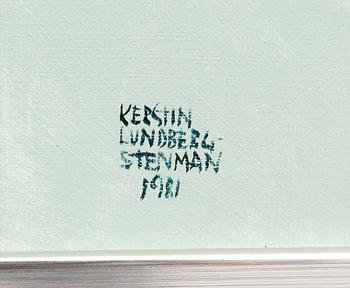 KERSTIN
LUNDBERG-
STENMAN
1981